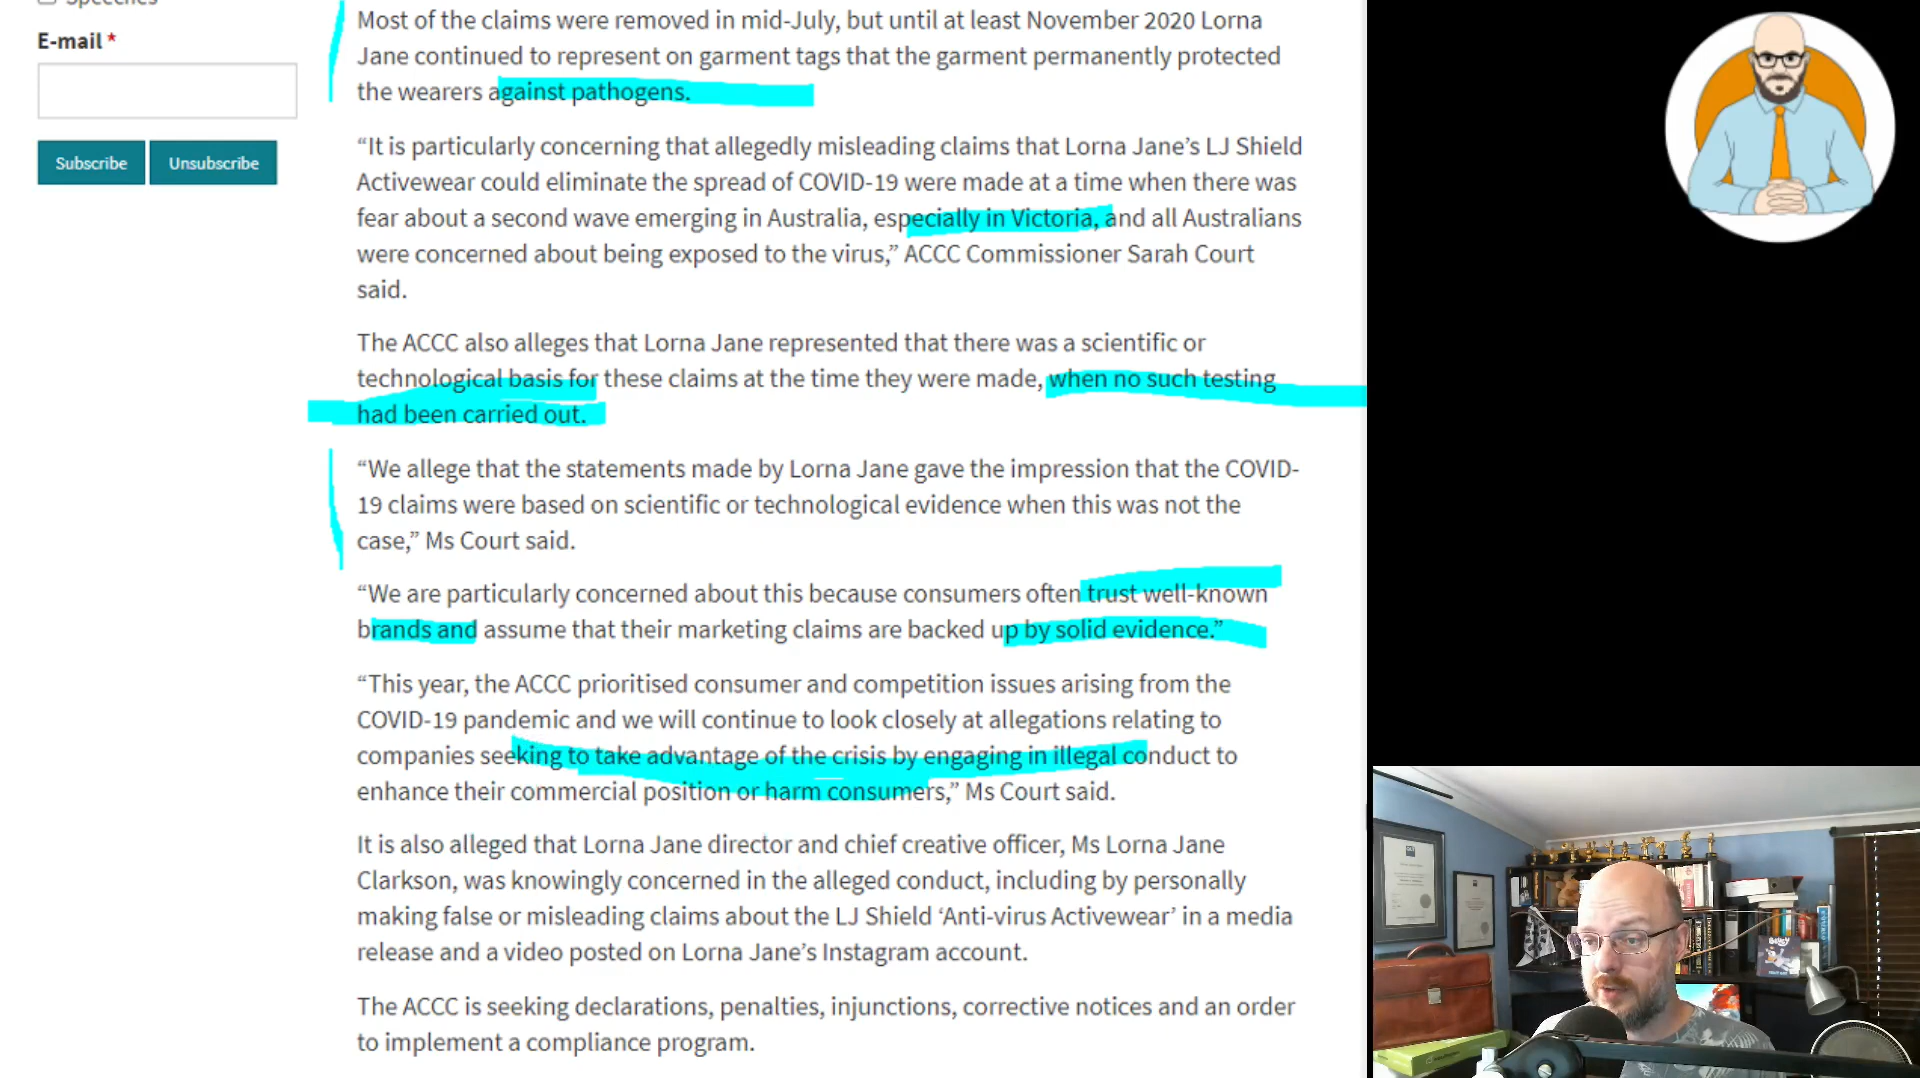 Speeches
E-mail *
Subscribe
Unsubscribe
Most of the claims were removed in mid-July, but until at least November 2020 Lorna
Jane continued to represent on garment tags that the garment permanently protected
the wearers against pathogens.
“It is particularly concerning that allegedly misleading claims that Lorna Jane’s LJ Shield
Activewear could eliminate the spread of COVID-19 were made at a time when there was
fear about a second wave emerging in Australia, especially in Victoria, and all Australians
were concerned about being exposed to the virus,” ACCC Commissioner Sarah Court
said.
The ACCC also alleges that Lorna Jane represented that there was a scientific or
technological basis for these claims at the time they were made, when no such testing
had been carried out.
“We allege that the statements made by Lorna Jane gave the impression that the COVID-
19 claims were based on scientific or technological evidence when this was not the
case,” Ms Court said.
“We are particularly concerned about this because consumers often trust well-known
brands and assume that their marketing claims are backed up by solid evidence.”
“This year, the ACCC prioritised consumer and competition issues arising from the
COVID-19 pandemic and we will continue to look closely at allegations relating to
companies seeking to take advantage of the crisis by engaging in illegal conduct to
enhance their commercial position or harm consumers,” Ms Court said.
It is also alleged that Lorna Jane director and chief creative officer, Ms Lorna Jane
Clarkson, was knowingly concerned in the alleged conduct, including by personally
making false or misleading claims about the LJ Shield ‘Anti-virus Activewear’ in a media
release and a video posted on Lorna Jane’s Instagram account.
The ACCC is seeking declarations, penalties, injunctions, corrective notices and an order
to implement a compliance program.